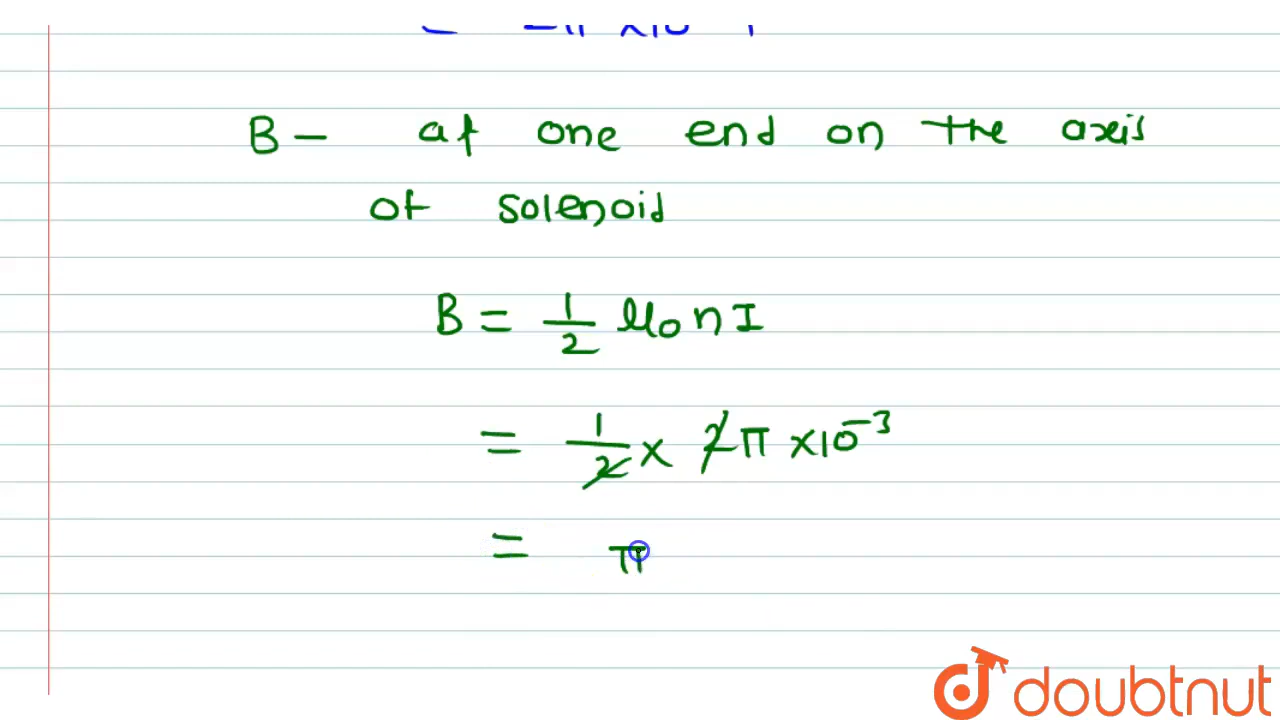 B - at one end on the axis
of solenoid
B = 1/2 μ₀ n I
= 1/2 × 2π × 10⁻³
= π
doubtnut